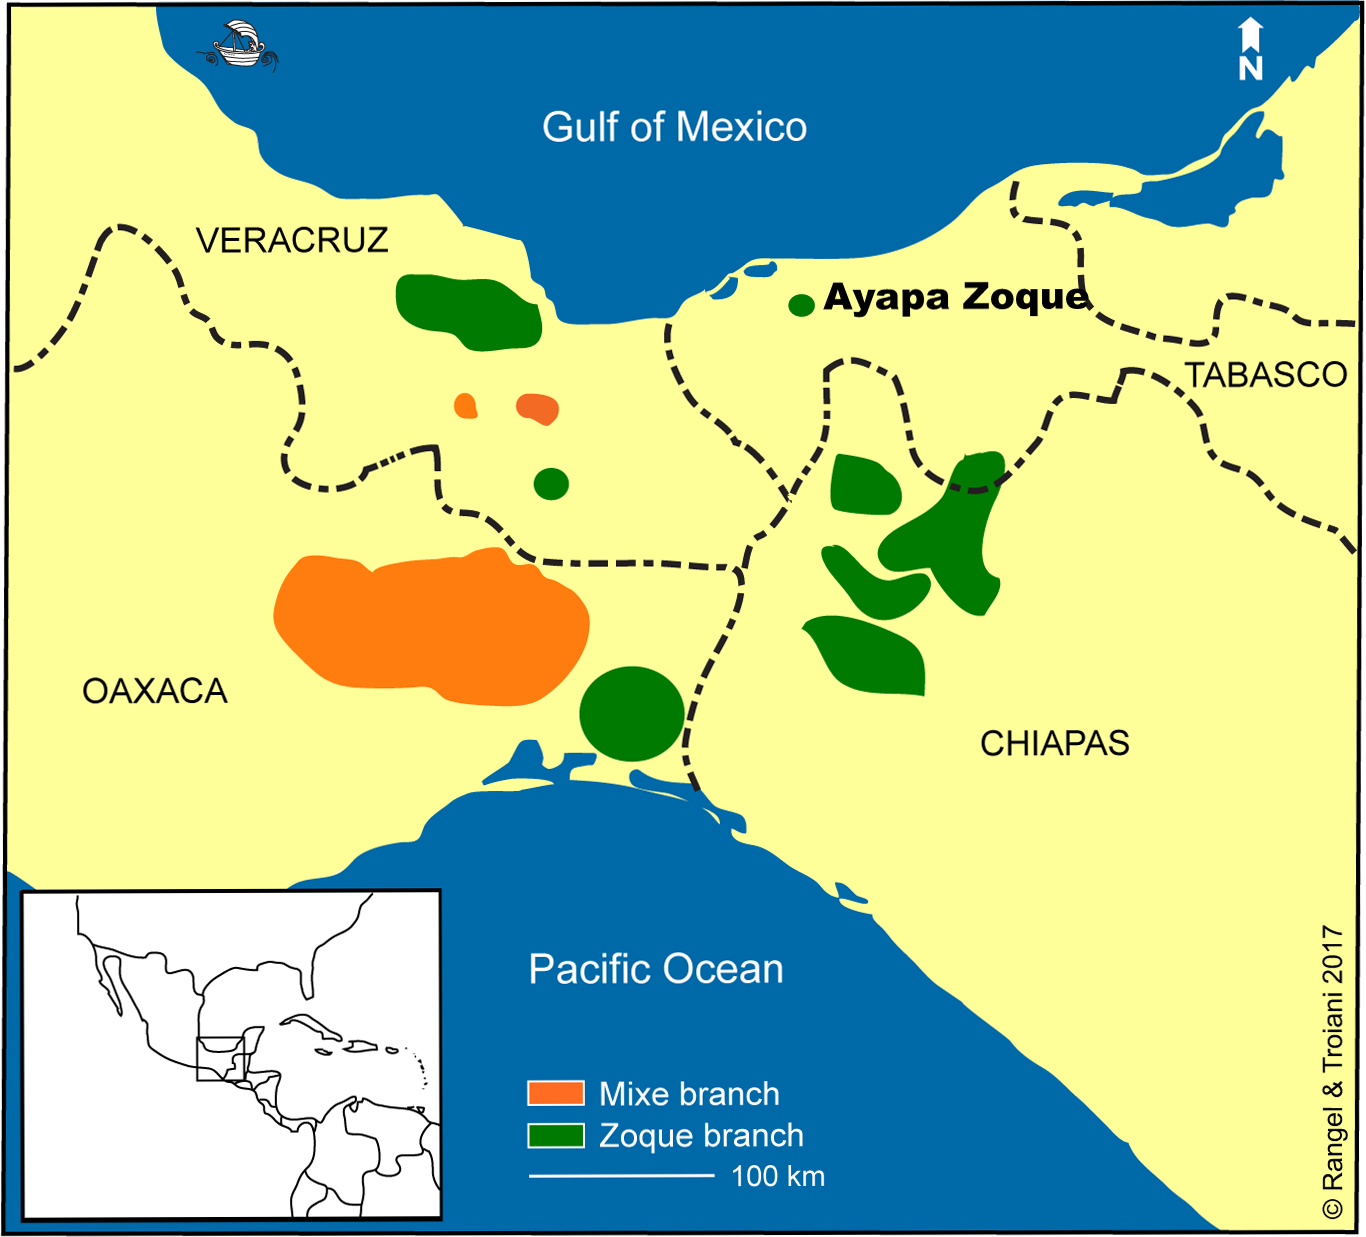 N
Gulf of Mexico
VERACRUZ
Ayapa Zoque
TABASCO
OAXACA
CHIAPAS
Pacific Ocean
Mixe branch
Zoque branch
100 km
© Rangel & Troiani 2017